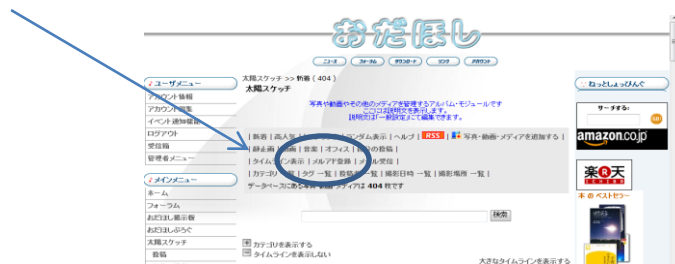 おだほし
ニュース フォーラム ダウンロード リンク アカウント
ユーザメニュー
アカウント情報
アカウント編集
イベント通知機能
ログアウト
受信箱
管理者メニュー
メインメニュー
ホーム
フォーラム
おだほし掲示板
おだほしぶろぐ
太陽スケッチ
投稿
太陽スケッチ >> 新着 ( 404 )
太陽スケッチ
写真や動画やその他のメディアを管理するアルバム・モジュールです
ここには説明文を表示します。
説明文は「一般設定」にて編集できます。
| 新着 | 高人気 | ランダム表示 | ヘルプ | RSS | 写真・動画・メディアを追加する |
| 静止画 | 動画 | 音楽 | オフィス | の投稿 |
| タイムライン表示 | メルアド登録 | メール受信 |
| カテゴリ 一覧 | タグ 一覧 | 一覧 | 撮影日時 一覧 | 撮影場所 一覧 |
データベースにある写真・動画・メディアは 404 枚です
検索
カテゴリを表示する
タイムラインを表示しない
大きなタイムラインを表示する
ねっとしょっぴんぐ
サーチする:
GO!
amazon.co.jp
楽天
本 の ベストセラー